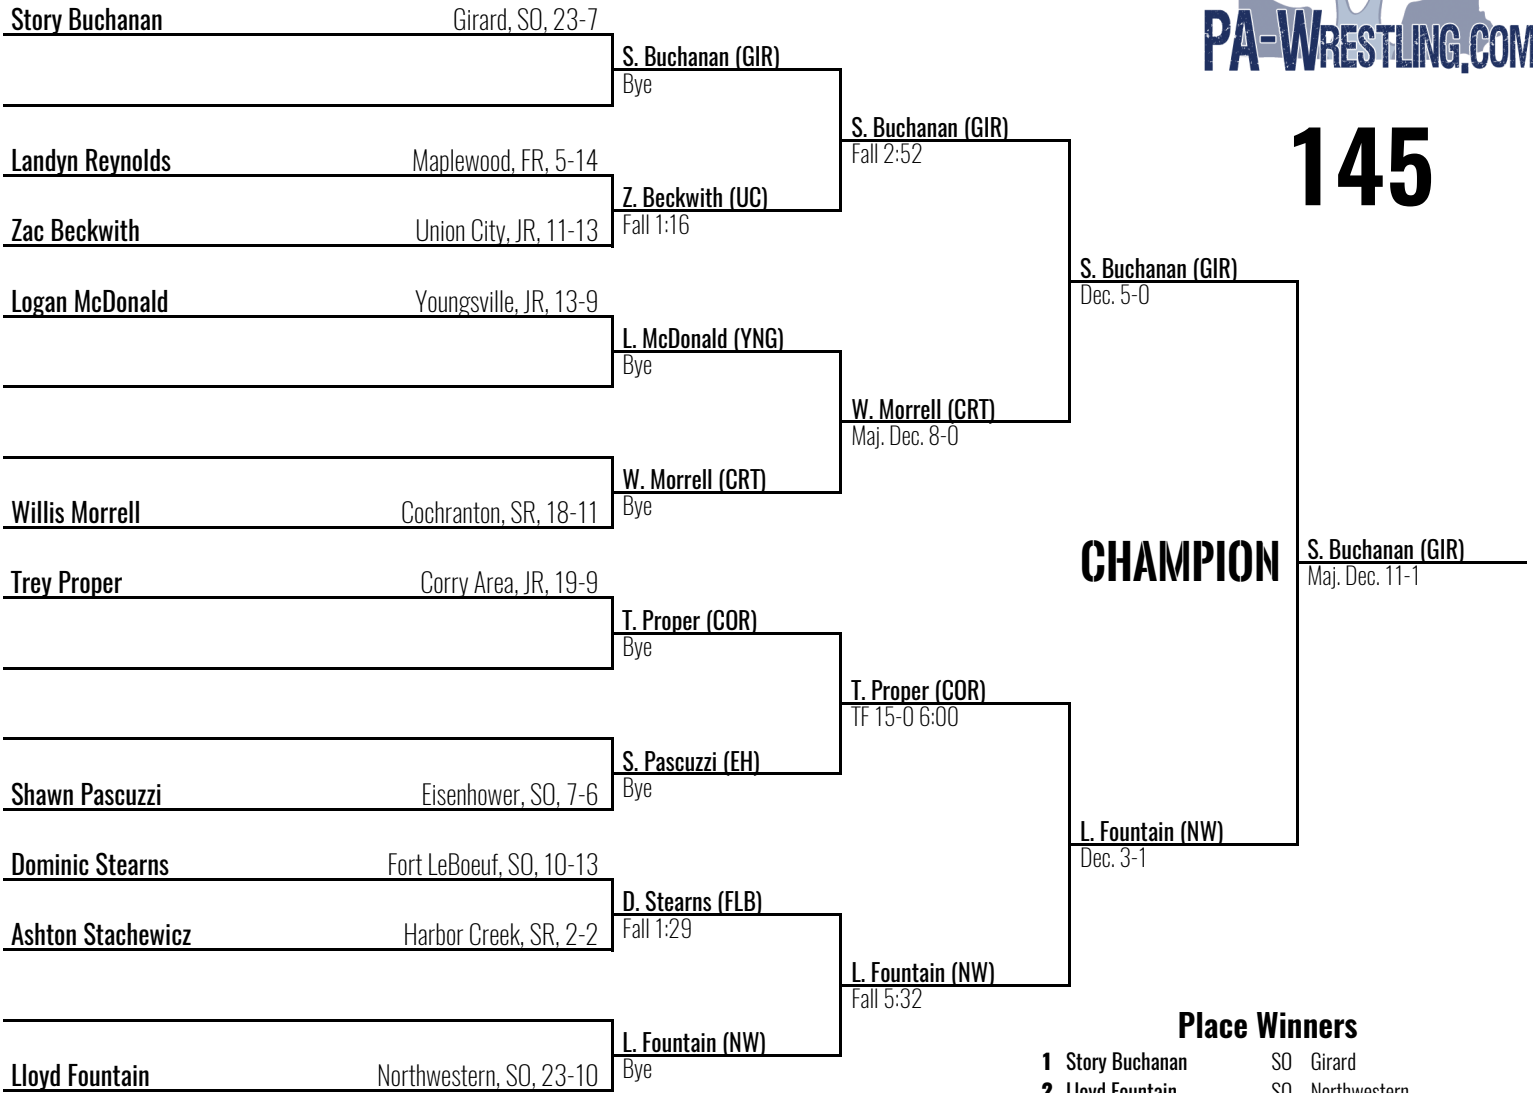 PA-WRESTLING.COM
145
Story Buchanan Girard, SO, 23-7
S. Buchanan (GIR)
Bye
S. Buchanan (GIR)
Fall 2:52
Landyn Reynolds Maplewood, FR, 5-14
Z. Beckwith (UC)
Fall 1:16
Zac Beckwith Union City, JR, 11-13
S. Buchanan (GIR)
Dec. 5-0
Logan McDonald Youngsville, JR, 13-9
L. McDonald (YNG)
Bye
W. Morrell (CRT)
Maj. Dec. 8-0
W. Morrell (CRT)
Bye
Willis Morrell Cochranton, SR, 18-11
CHAMPION
S. Buchanan (GIR)
Maj. Dec. 11-1
Trey Proper Corry Area, JR, 19-9
T. Proper (COR)
Bye
T. Proper (COR)
TF 15-0 6:00
S. Pascuzzi (EH)
Bye
Shawn Pascuzzi Eisenhower, SO, 7-6
L. Fountain (NW)
Dec. 3-1
Dominic Stearns Fort LeBoeuf, SO, 10-13
D. Stearns (FLB)
Fall 1:29
Ashton Stachewicz Harbor Creek, SR, 2-2
L. Fountain (NW)
Fall 5:32
L. Fountain (NW)
Bye
Lloyd Fountain Northwestern, SO, 23-10
Place Winners
1 Story Buchanan SO Girard
2 Lloyd Fountain SO Northwestern